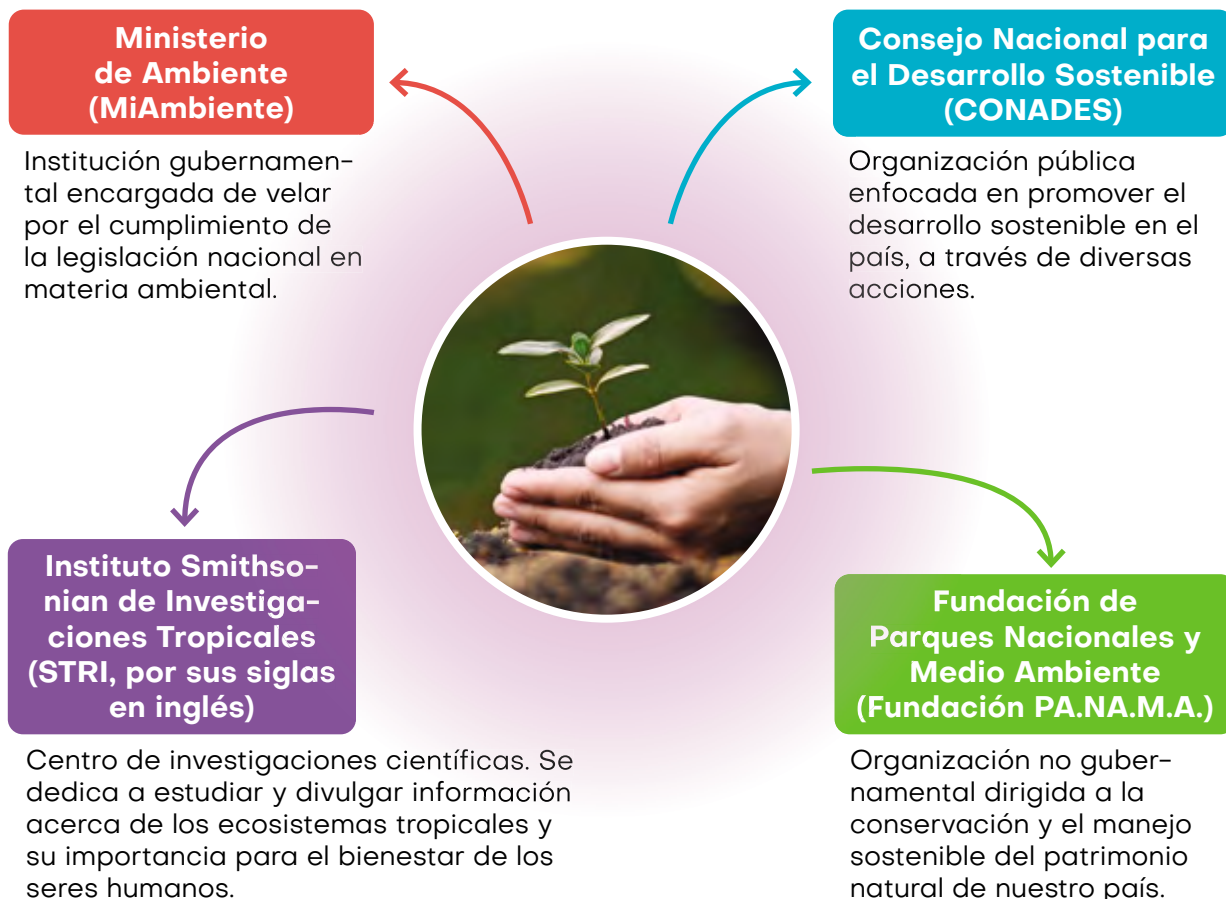 Ministerio
de Ambiente
(MiAmbiente)
Institución gubernamen-
tal encargada de velar
por el cumplimiento de
la legislación nacional en
materia ambiental.
Consejo Nacional para
el Desarrollo Sostenible
(CONADES)
Organización pública
enfocada en promover el
desarrollo sostenible en el
país, a través de diversas
acciones.
Instituto Smithso-
nian de Investiga-
ciones Tropicales
(STRI, por sus siglas
en inglés)
Centro de investigaciones científicas. Se
dedica a estudiar y divulgar información
acerca de los ecosistemas tropicales y
su importancia para el bienestar de los
seres humanos.
Fundación de
Parques Nacionales y
Medio Ambiente
(Fundación PA.NA.M.A.)
Organización no guber-
namental dirigida a la
conservación y el manejo
sostenible del patrimonio
natural de nuestro país.